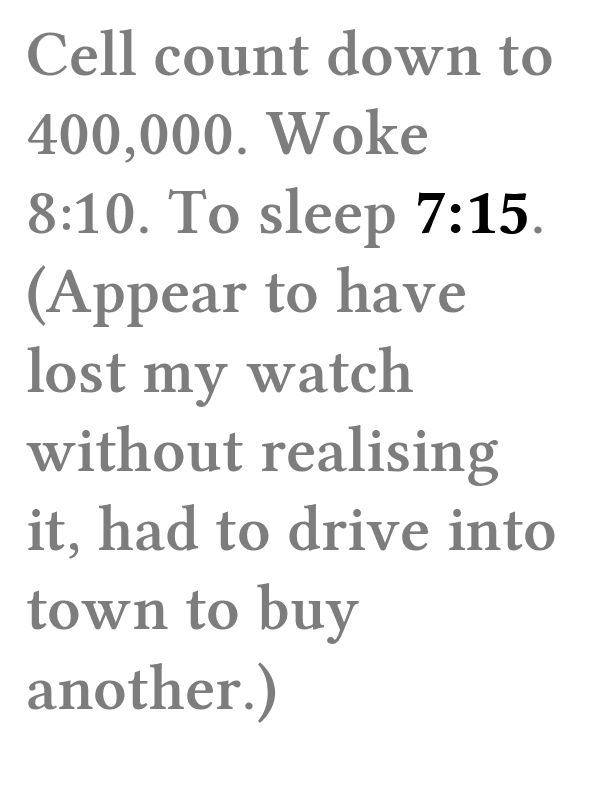 Cell count down to
400,000. Woke
8:10. To sleep 7:15.
(Appear to have
lost my watch
without realising
it, had to drive into
town to buy
another.)